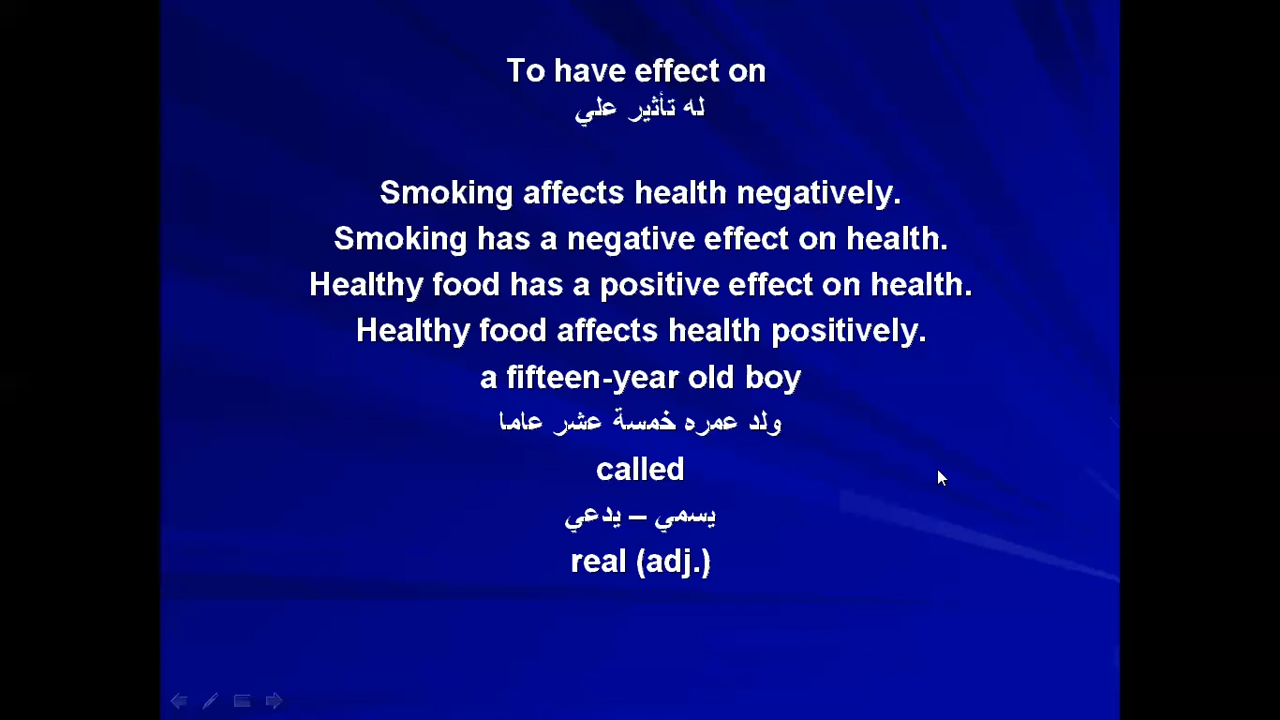 To have effect on
له تأثير علي
Smoking affects health negatively.
Smoking has a negative effect on health.
Healthy food has a positive effect on health.
Healthy food affects health positively.
a fifteen-year old boy
ولد عمره خمسة عشر عاما
called
يسمي – يدعي
real (adj.)